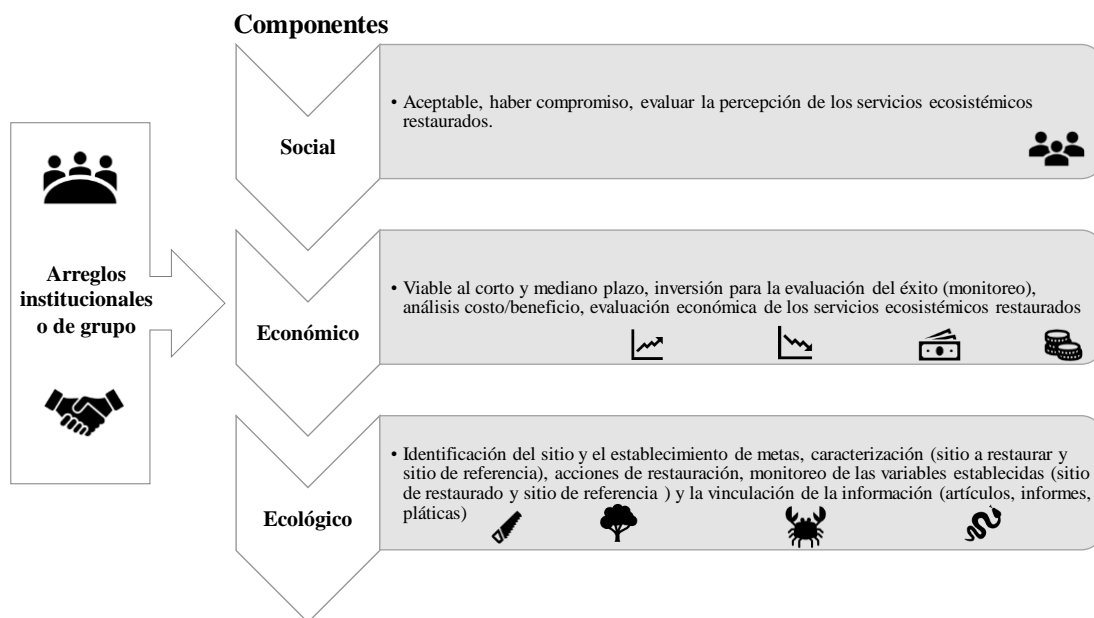 Componentes
Arreglos
institucionales
o de grupo
Social
• Aceptable, haber compromiso, evaluar la percepción de los servicios ecosistémicos
restaurados.
Económico
• Viable al corto y mediano plazo, inversión para la evaluación del éxito (monitoreo),
análisis costo/beneficio, evaluación económica de los servicios ecosistémicos restaurados
Ecológico
• Identificación del sitio y el establecimiento de metas, caracterización (sitio a restaurar y
sitio de referencia), acciones de restauración, monitoreo de las variables establecidas (sitio
de restaurado y sitio de referencia ) y la vinculación de la información (artículos, informes,
pláticas)